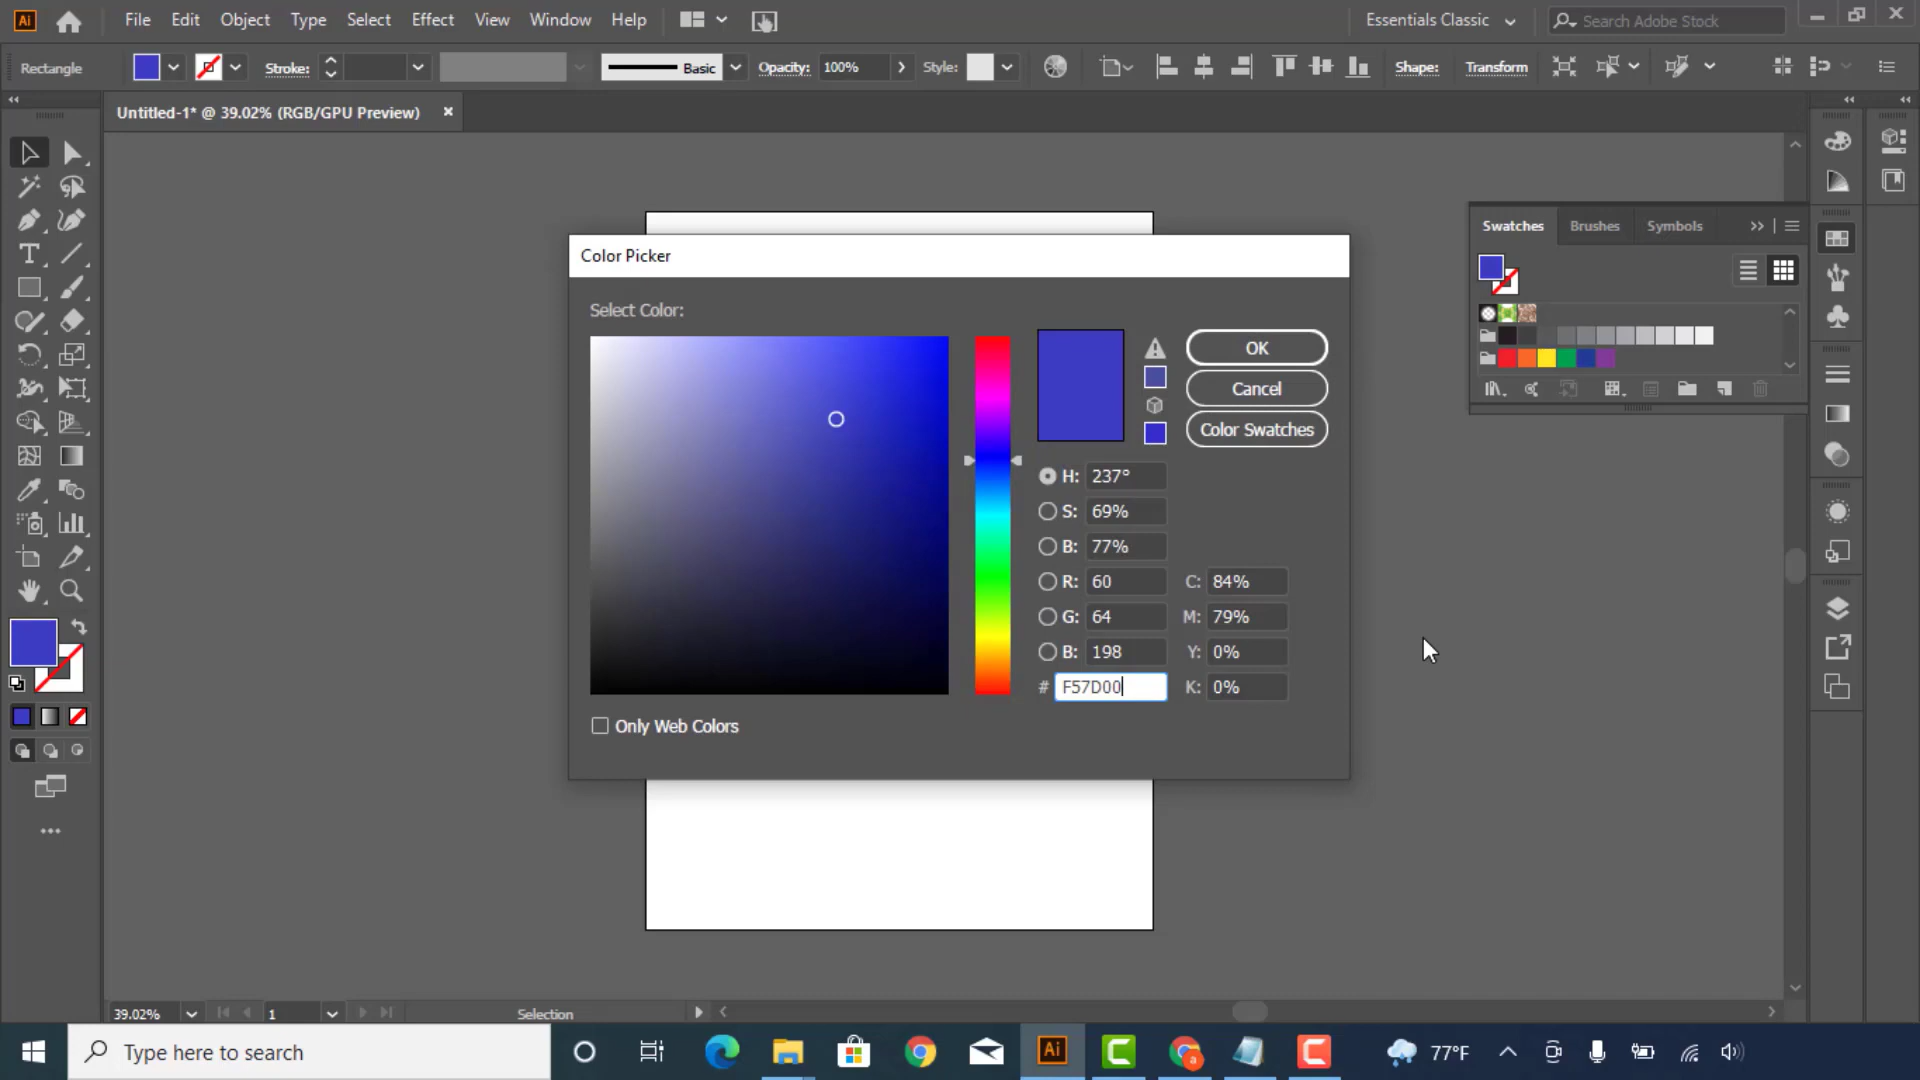 Ai File Edit Object Type Select Effect View Window Help Essentials Classic Search Adobe Stock
Rectangle Stroke: Basic Opacity: 100% Style: Shape: Transform
Untitled-1* @ 39.02% (RGB/GPU Preview)
Swatches Brushes Symbols
Color Picker
Select Color:
OK
Cancel
Color Swatches
H: 237°
S: 69%
B: 77%
R: 60 C: 84%
G: 64 M: 79%
B: 198 Y: 0%
# F57D00 K: 0%
Only Web Colors
39.02% 1 Selection
Type here to search Ai a 77°F